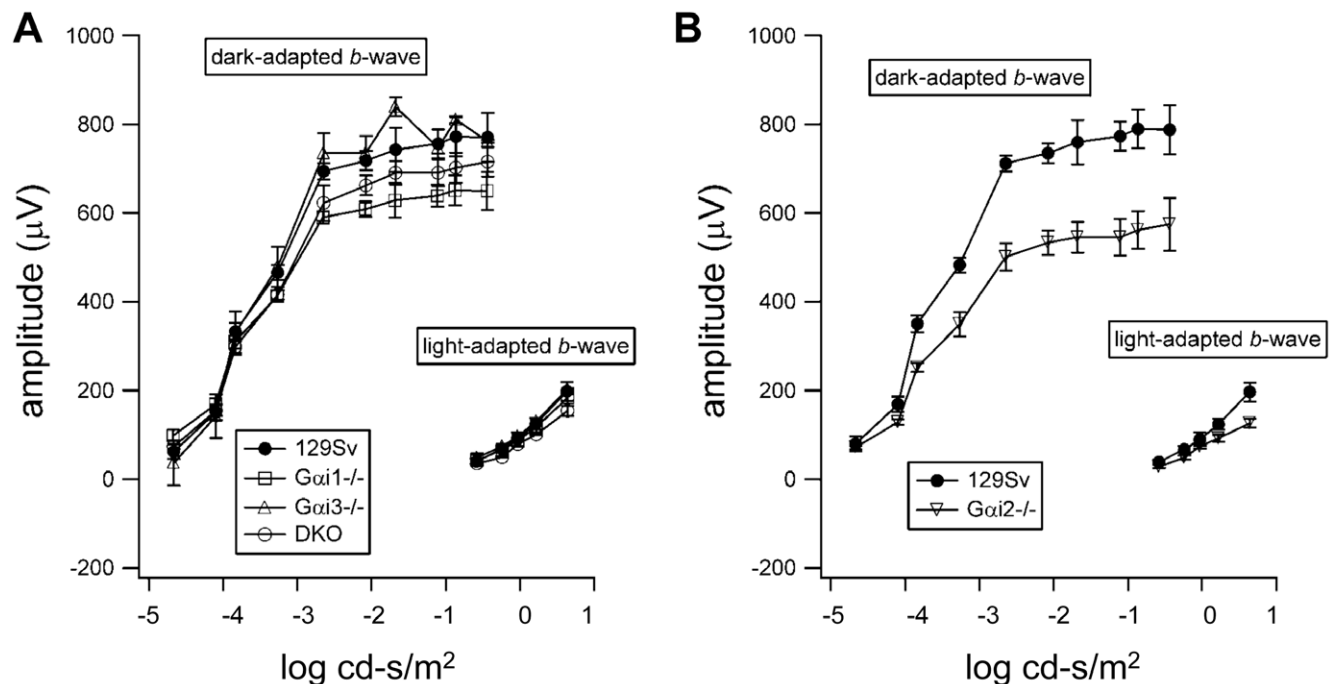 A
1000
800
600
400
200
0
-200
amplitude (μV)
dark-adapted b-wave
light-adapted b-wave
129Sv
Gαi1-/-
Gαi3-/-
DKO
-5 -4 -3 -2 -1 0 1
log cd-s/m²
B
1000
800
600
400
200
0
-200
amplitude (μV)
dark-adapted b-wave
light-adapted b-wave
129Sv
Gαi2-/-
-5 -4 -3 -2 -1 0 1
log cd-s/m²